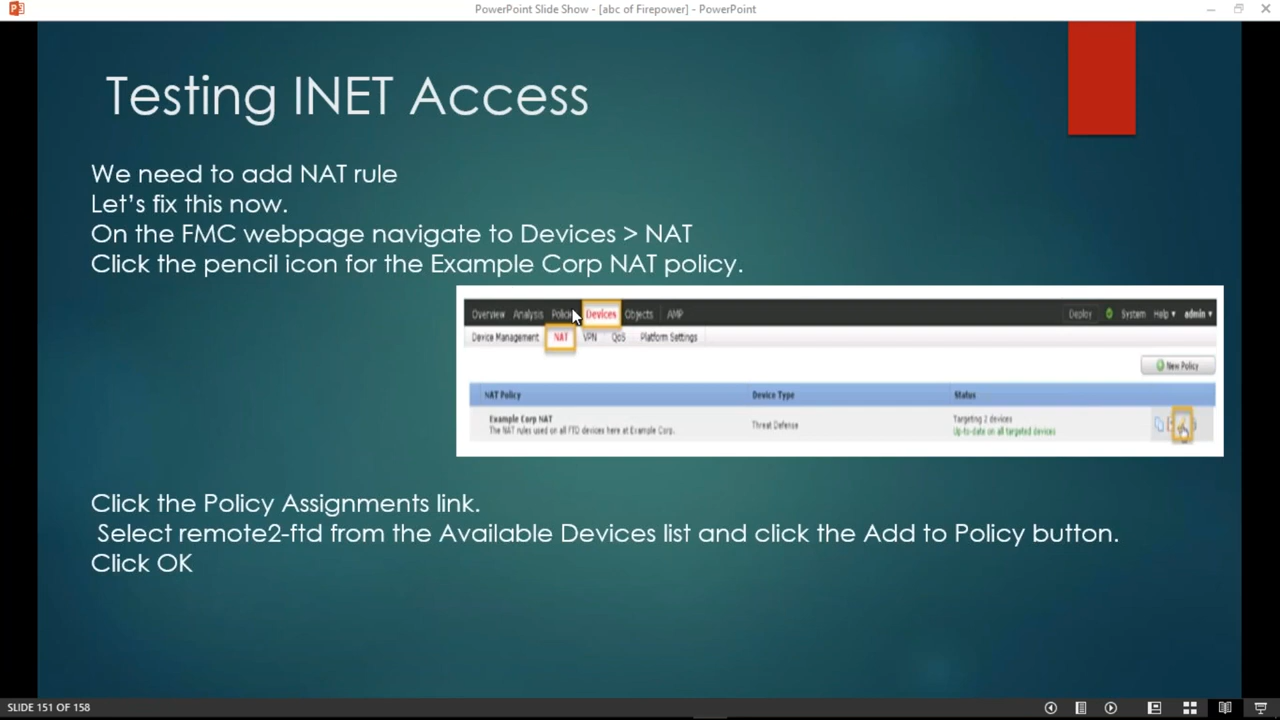 PowerPoint Slide Show - [abc of Firepower] - PowerPoint
Testing INET Access
We need to add NAT rule
Let's fix this now.
On the FMC webpage navigate to Devices > NAT
Click the pencil icon for the Example Corp NAT policy.
Overview Analysis Devices Objects AMP Deploy System Help admin
Device Management NAT VPN QoS Platform Settings
New Policy
NAT Policy Device Type Status
Example Corp NAT Threat Defense Targeting 2 devices
The NAT rules used on all FTD devices here at Example Corp. Up-to-date on all targeted devices
Click the Policy Assignments link.
Select remote2-ftd from the Available Devices list and click the Add to Policy button.
Click OK
SLIDE 151 OF 158